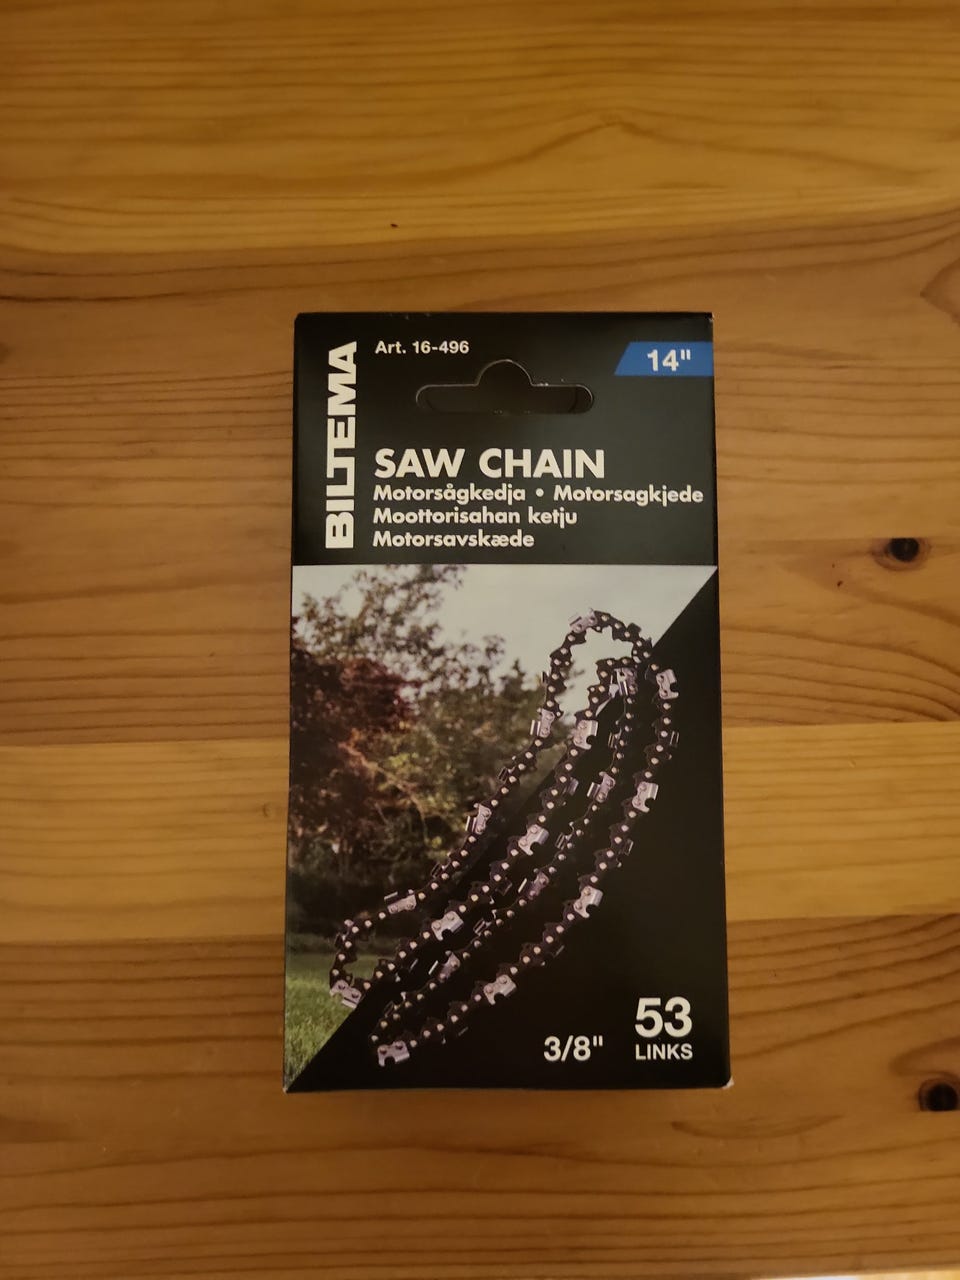 BILTEMA
Art. 16-496
14"
SAW CHAIN
Motorsågkedja • Motorsagkjede
Moottorisahan ketju
Motorsavskæde
53
3/8"
LINKS